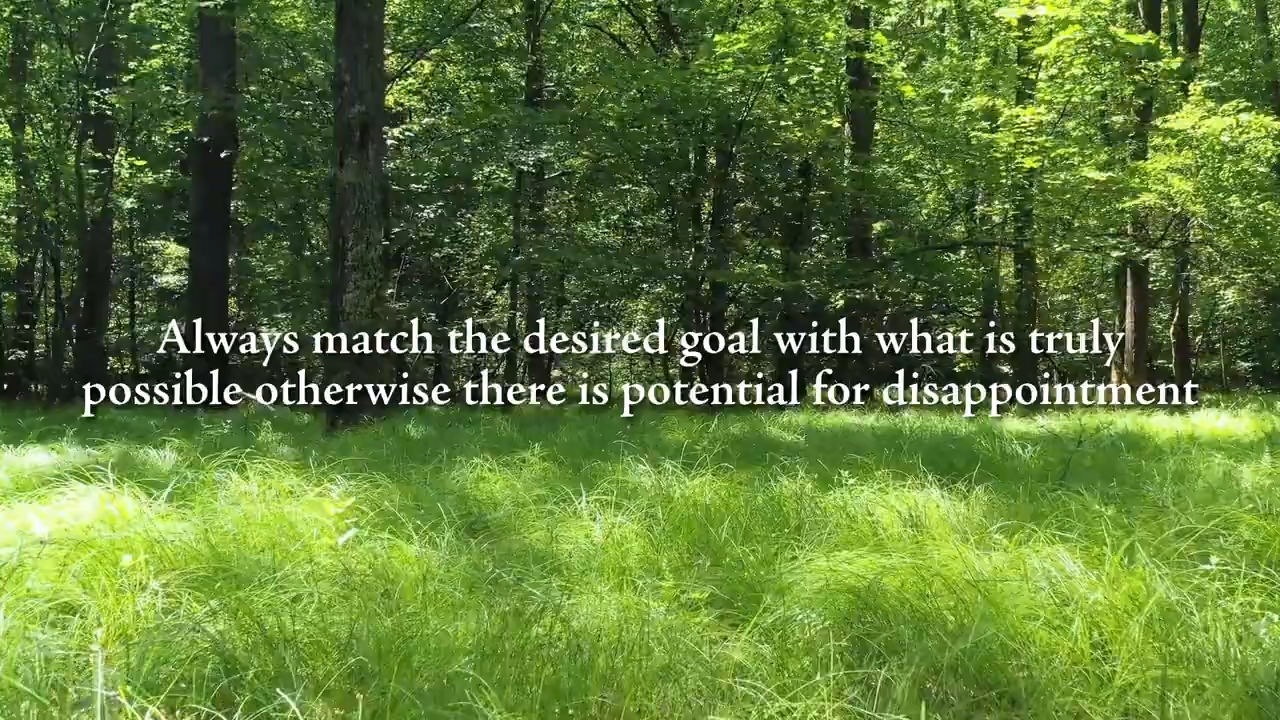 Always match the desired goal with what is truly
possible otherwise there is potential for disappointment